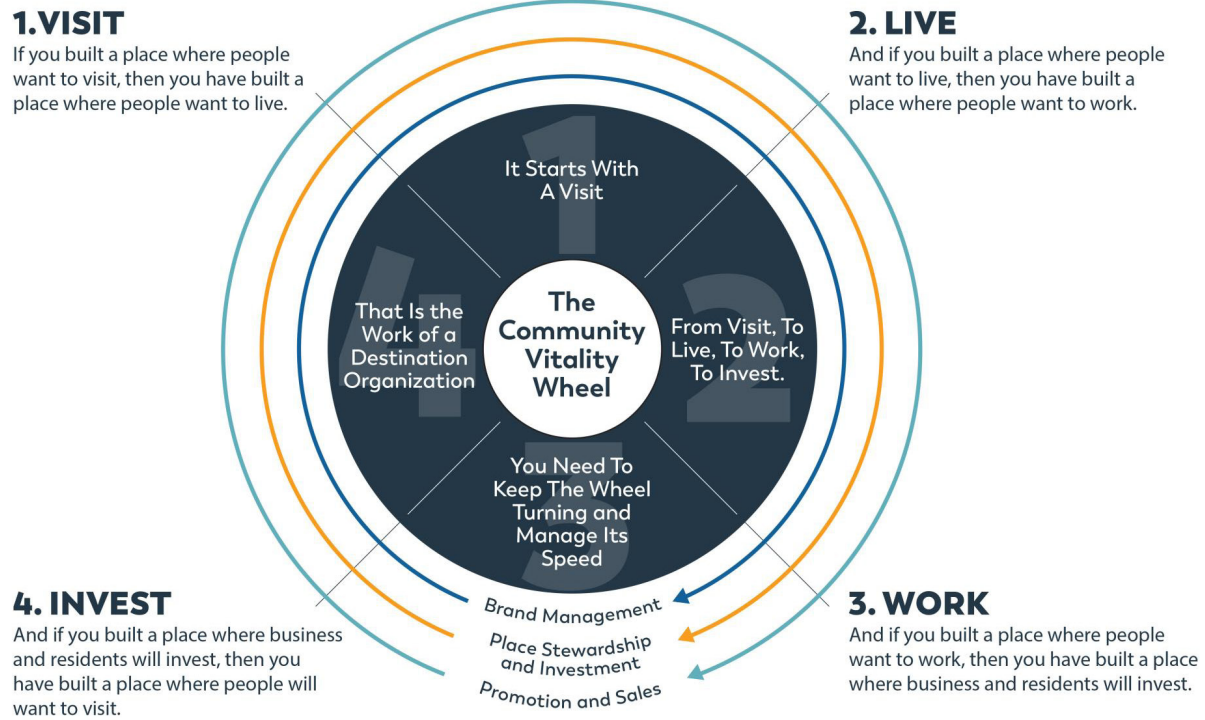 1.VISIT
If you built a place where people
want to visit, then you have built a
place where people want to live.
2. LIVE
And if you built a place where people
want to live, then you have built a
place where people want to work.
1
It Starts With
A Visit
2
From Visit, To
Live, To Work,
To Invest.
3
You Need To
Keep The Wheel
Turning and
Manage Its
Speed
4
That Is the
Work of a
Destination
Organization
The
Community
Vitality
Wheel
Brand Management
Place Stewardship
and Investment
Promotion and Sales
3. WORK
And if you built a place where people
want to work, then you have built a place
where business and residents will invest.
4. INVEST
And if you built a place where business
and residents will invest, then you
have built a place where people will
want to visit.